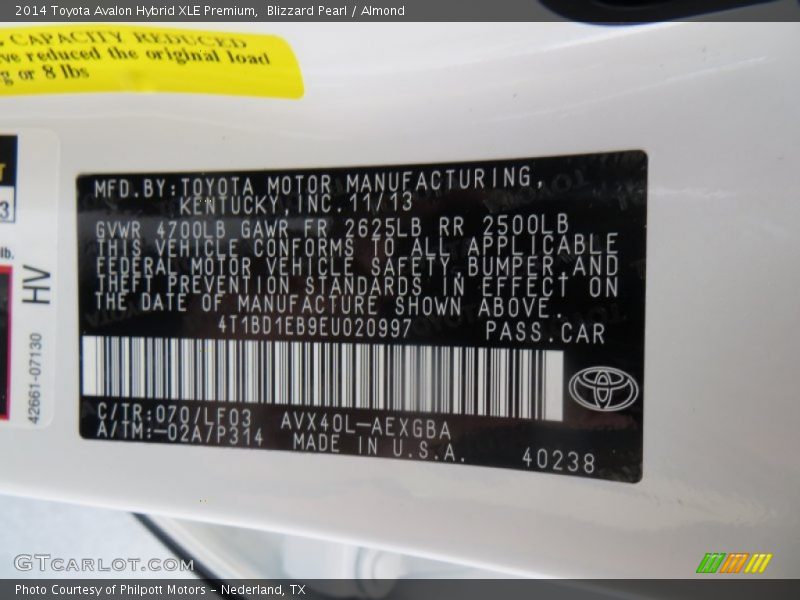 2014 Toyota Avalon Hybrid XLE Premium, Blizzard Pearl / Almond
CAPACITY REDUCED
ve reduced the original load
g or 8 lbs
MFD.BY:TOYOTA MOTOR MANUFACTURING,
KENTUCKY,INC.11/13
GVWR 4700LB GAWR FR 2625LB RR 2500LB
THIS VEHICLE CONFORMS TO ALL APPLICABLE
FEDERAL MOTOR VEHICLE SAFETY,BUMPER,AND
THEFT PREVENTION STANDARDS IN EFFECT ON
THE DATE OF MANUFACTURE SHOWN ABOVE.
4T1BD1EB9EU020997 PASS.CAR
C/TR:070/LF03 AVX40L-AEXGBA
A/TM:-02A7P314 MADE IN U.S.A.
40238
3
lb.
HV
42661-07130
GTCARLOT.COM
Photo Courtesy of Philpott Motors - Nederland, TX